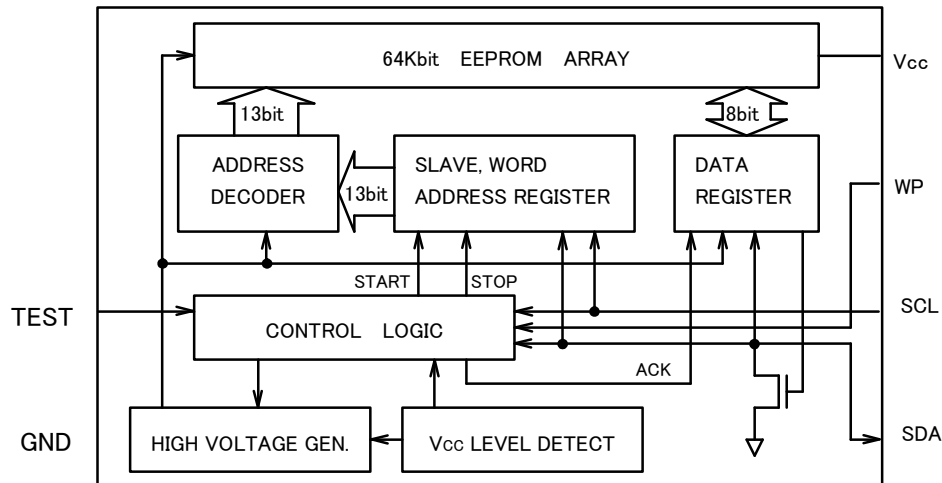 64Kbit EEPROM ARRAY
Vcc
13bit
8bit
ADDRESS
DECODER
13bit
SLAVE, WORD
ADDRESS REGISTER
DATA
REGISTER
WP
START
STOP
TEST
CONTROL LOGIC
SCL
ACK
GND
HIGH VOLTAGE GEN.
Vcc LEVEL DETECT
SDA